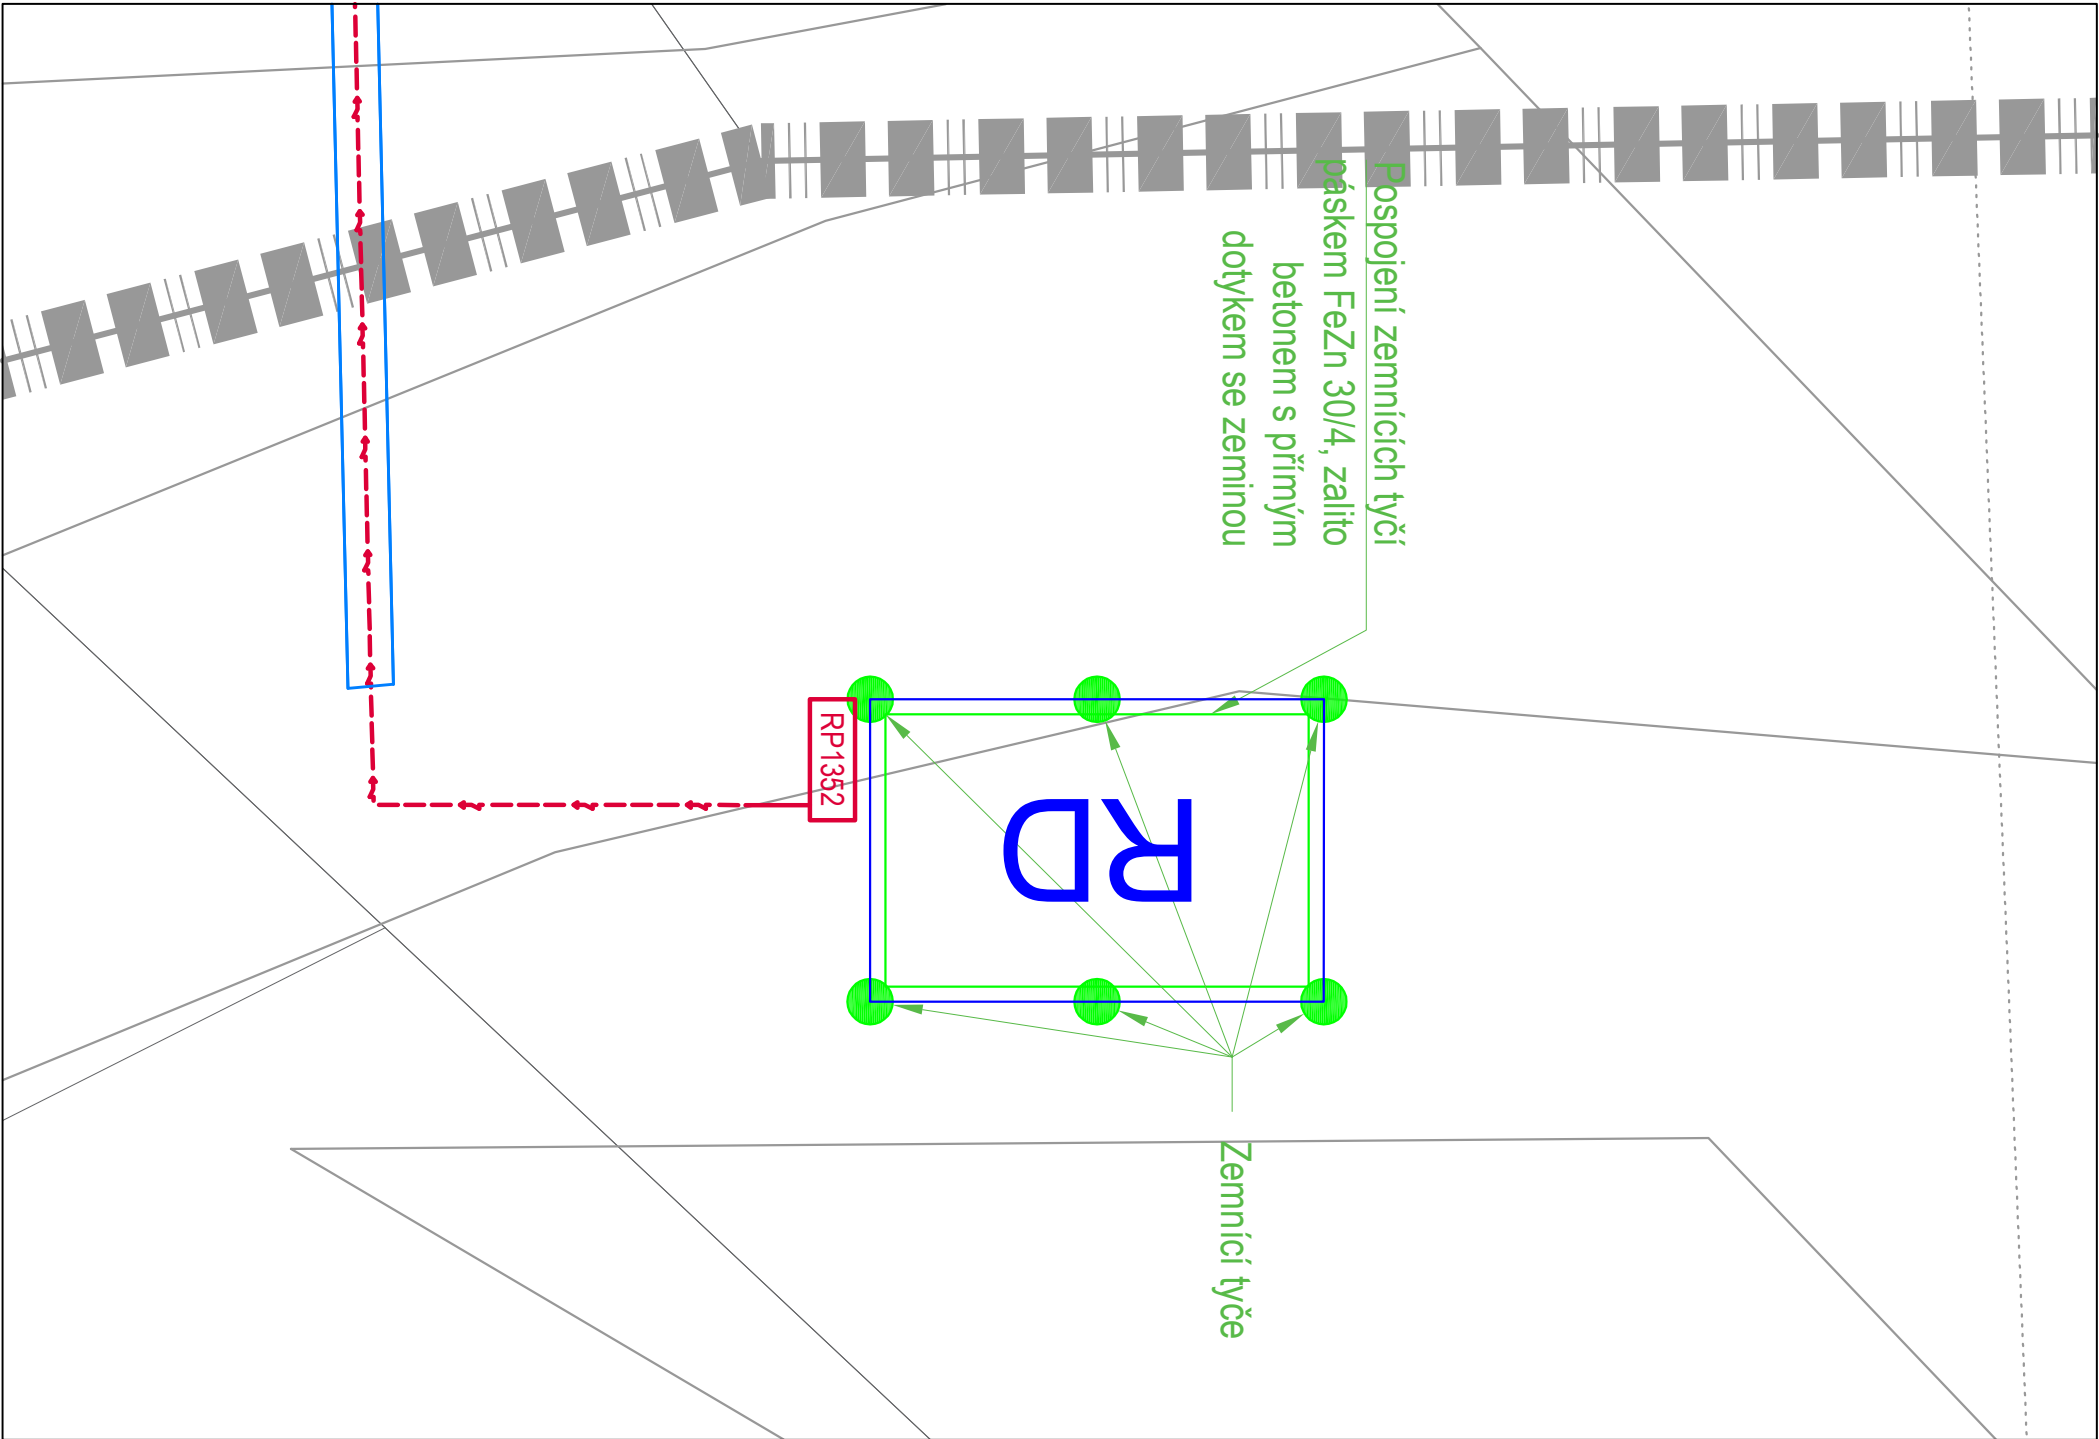 Pospojení zemnících tyčí
páskem FeZn 30/4, zalito
betonem s přímým
dotykem se zeminou
RP1352
RD
Zemnící tyče